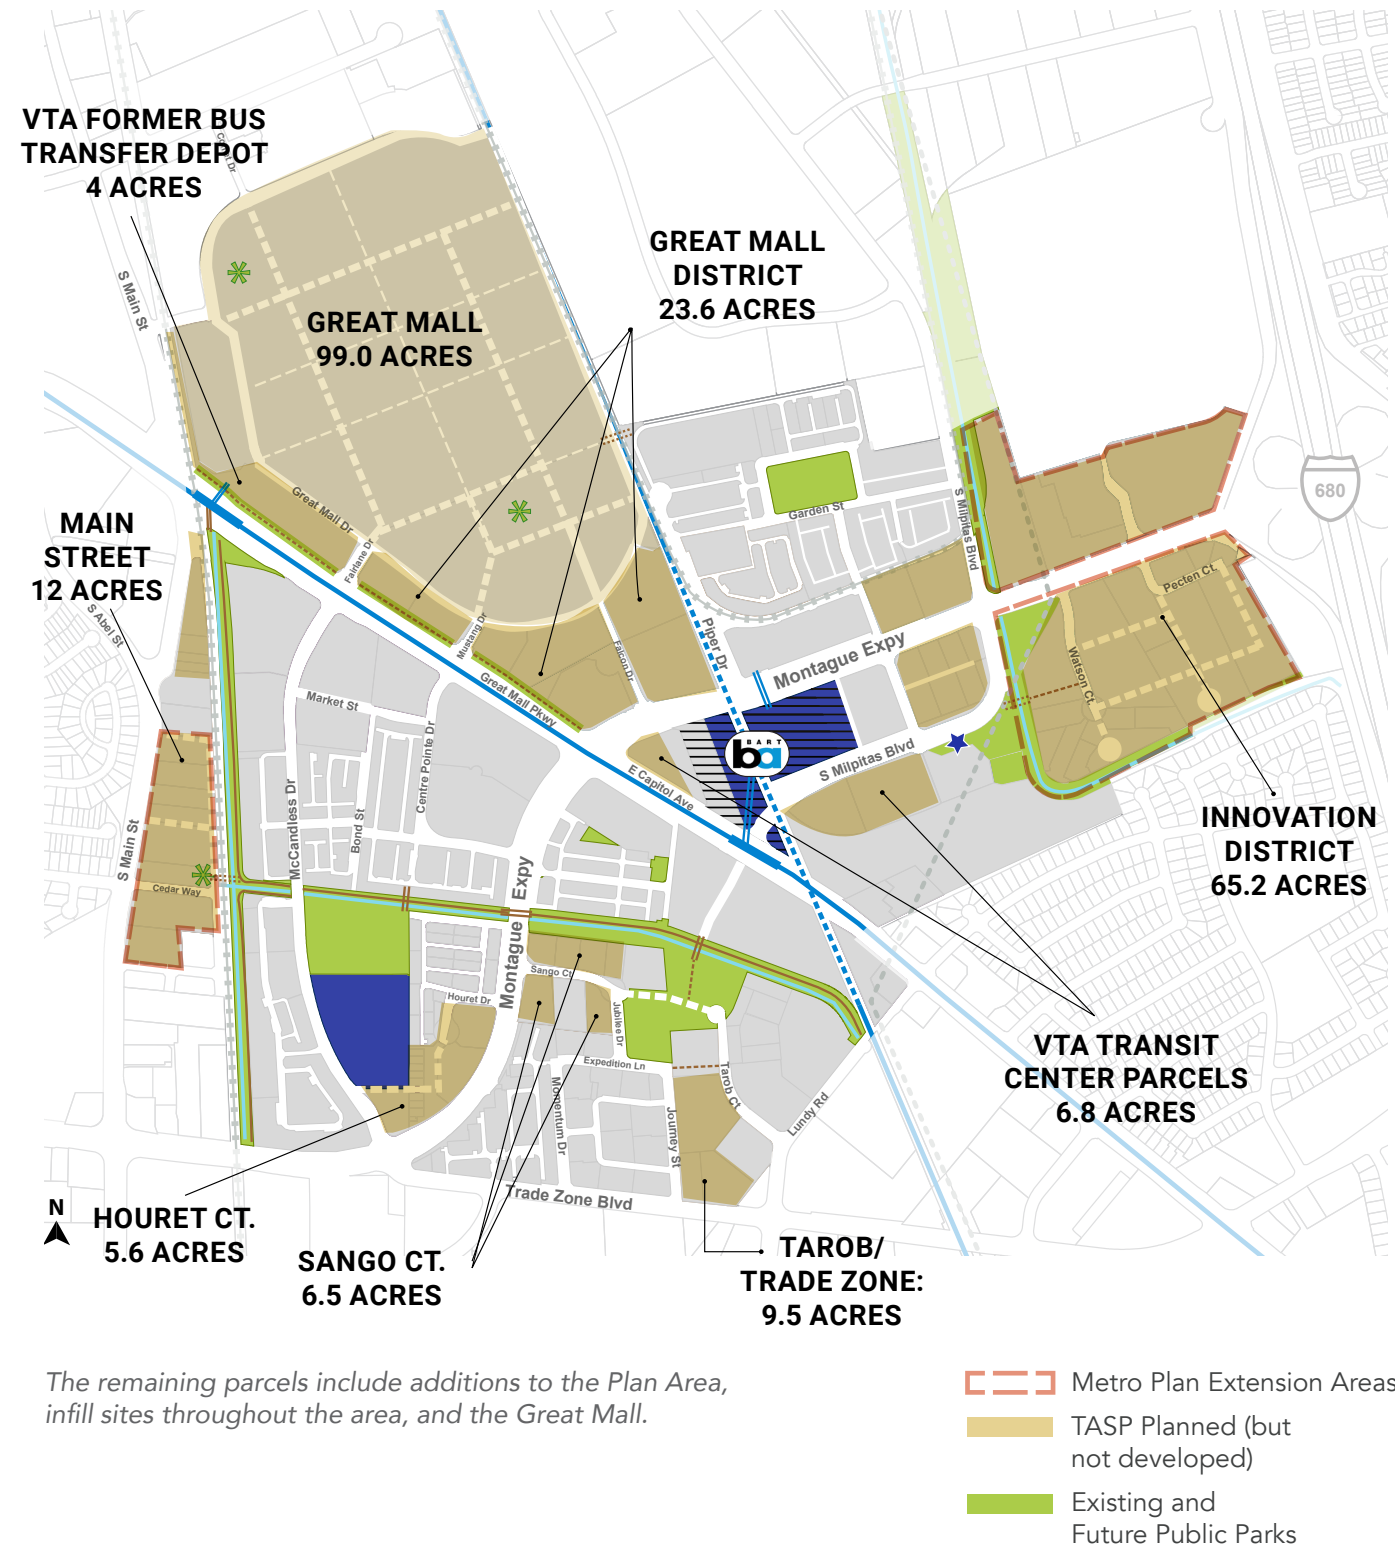 VTA FORMER BUS
TRANSFER DEPOT
4 ACRES
S Main St
GREAT MALL
DISTRICT
23.6 ACRES
GREAT MALL
99.0 ACRES
680
Great Mall Dr
Fairlane Dr
Garden St
S Milpitas Blvd
MAIN
STREET
12 ACRES
S Abel St
Pecten Ct.
Mustang Dr
Falcon Dr
Piper Dr
Montague Expy
Watson Ct.
Great Mall Pkwy
Market St
Centre Pointe Dr
BART
ba
E Capitol Ave
S Milpitas Blvd
McCandless Dr
Bond St
S Main St
Cedar Way
INNOVATION
DISTRICT
65.2 ACRES
Montague Expy
Sango Ct
Houret Dr
Jubilee Dr
Expedition Ln
Momentum Dr
Journey St
Tarob Ct
Lundy Rd
VTA TRANSIT
CENTER PARCELS
6.8 ACRES
Trade Zone Blvd
N
HOURET CT.
5.6 ACRES
SANGO CT.
6.5 ACRES
TAROB/
TRADE ZONE:
9.5 ACRES
The remaining parcels include additions to the Plan Area,
infill sites throughout the area, and the Great Mall.
Metro Plan Extension Areas
TASP Planned (but
not developed)
Existing and
Future Public Parks